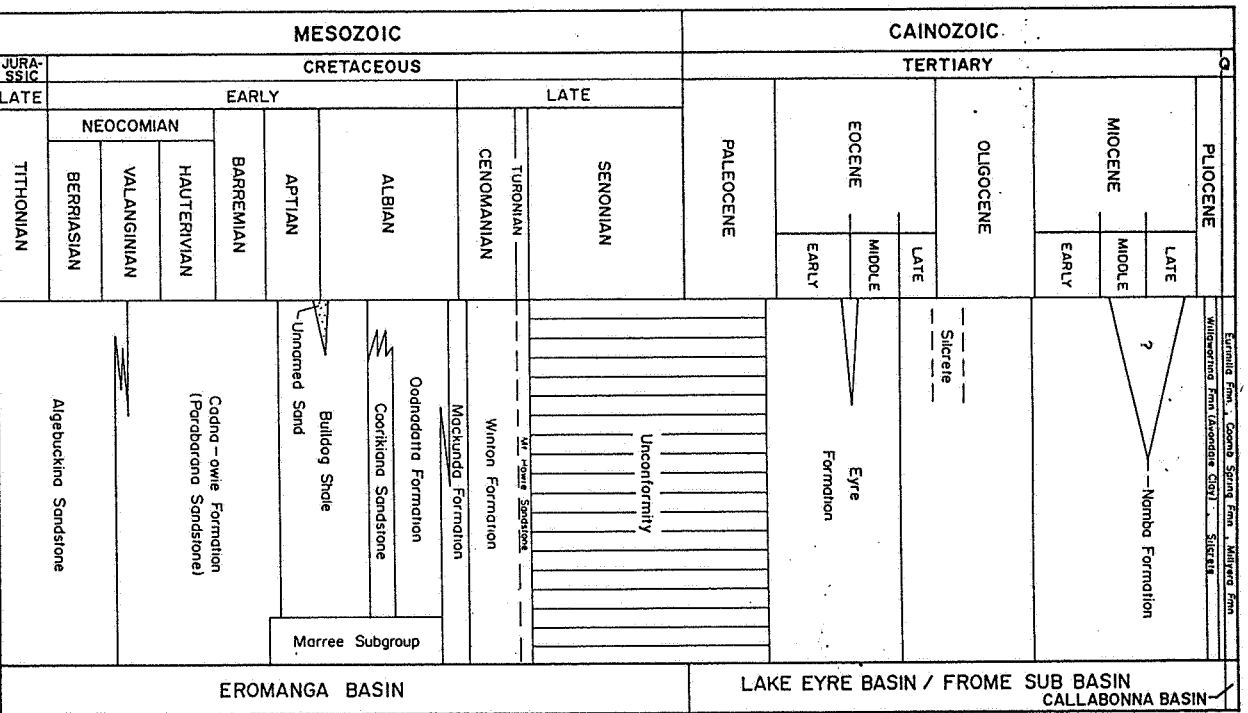 MESOZOIC
CAINOZOIC
JURA-
SSIC
CRETACEOUS
TERTIARY
Q
LATE
EARLY
LATE
NEOCOMIAN
TITHONIAN
BERRIASIAN
VALANGINIAN
HAUTERIVIAN
BARREMIAN
APTIAN
ALBIAN
CENOMANIAN
TURONIAN
SENONIAN
PALEOCENE
EOCENE
EARLY
MIDDLE
LATE
OLIGOCENE
MIOCENE
EARLY
MIDDLE
LATE
PLIOCENE
Algebuckina Sandstone
Cadna-owie Formation
(Parabarana Sandstone)
Unnamed Sand
Bulldog Shale
Coorikiana Sandstone
Oodnadatta Formation
Mackunda Formation
Winton Formation
Mt Howie Sandstone
Unconformity
Eyre
Formation
Silcrete
?
Namba Formation
Willawortina Fmn (Avondale Clay), Silcrete
Eurinilla Fmn, Coomb Spring Fmn, Millyera Fmn
Marree Subgroup
EROMANGA BASIN
LAKE EYRE BASIN / FROME SUB BASIN
CALLABONNA BASIN